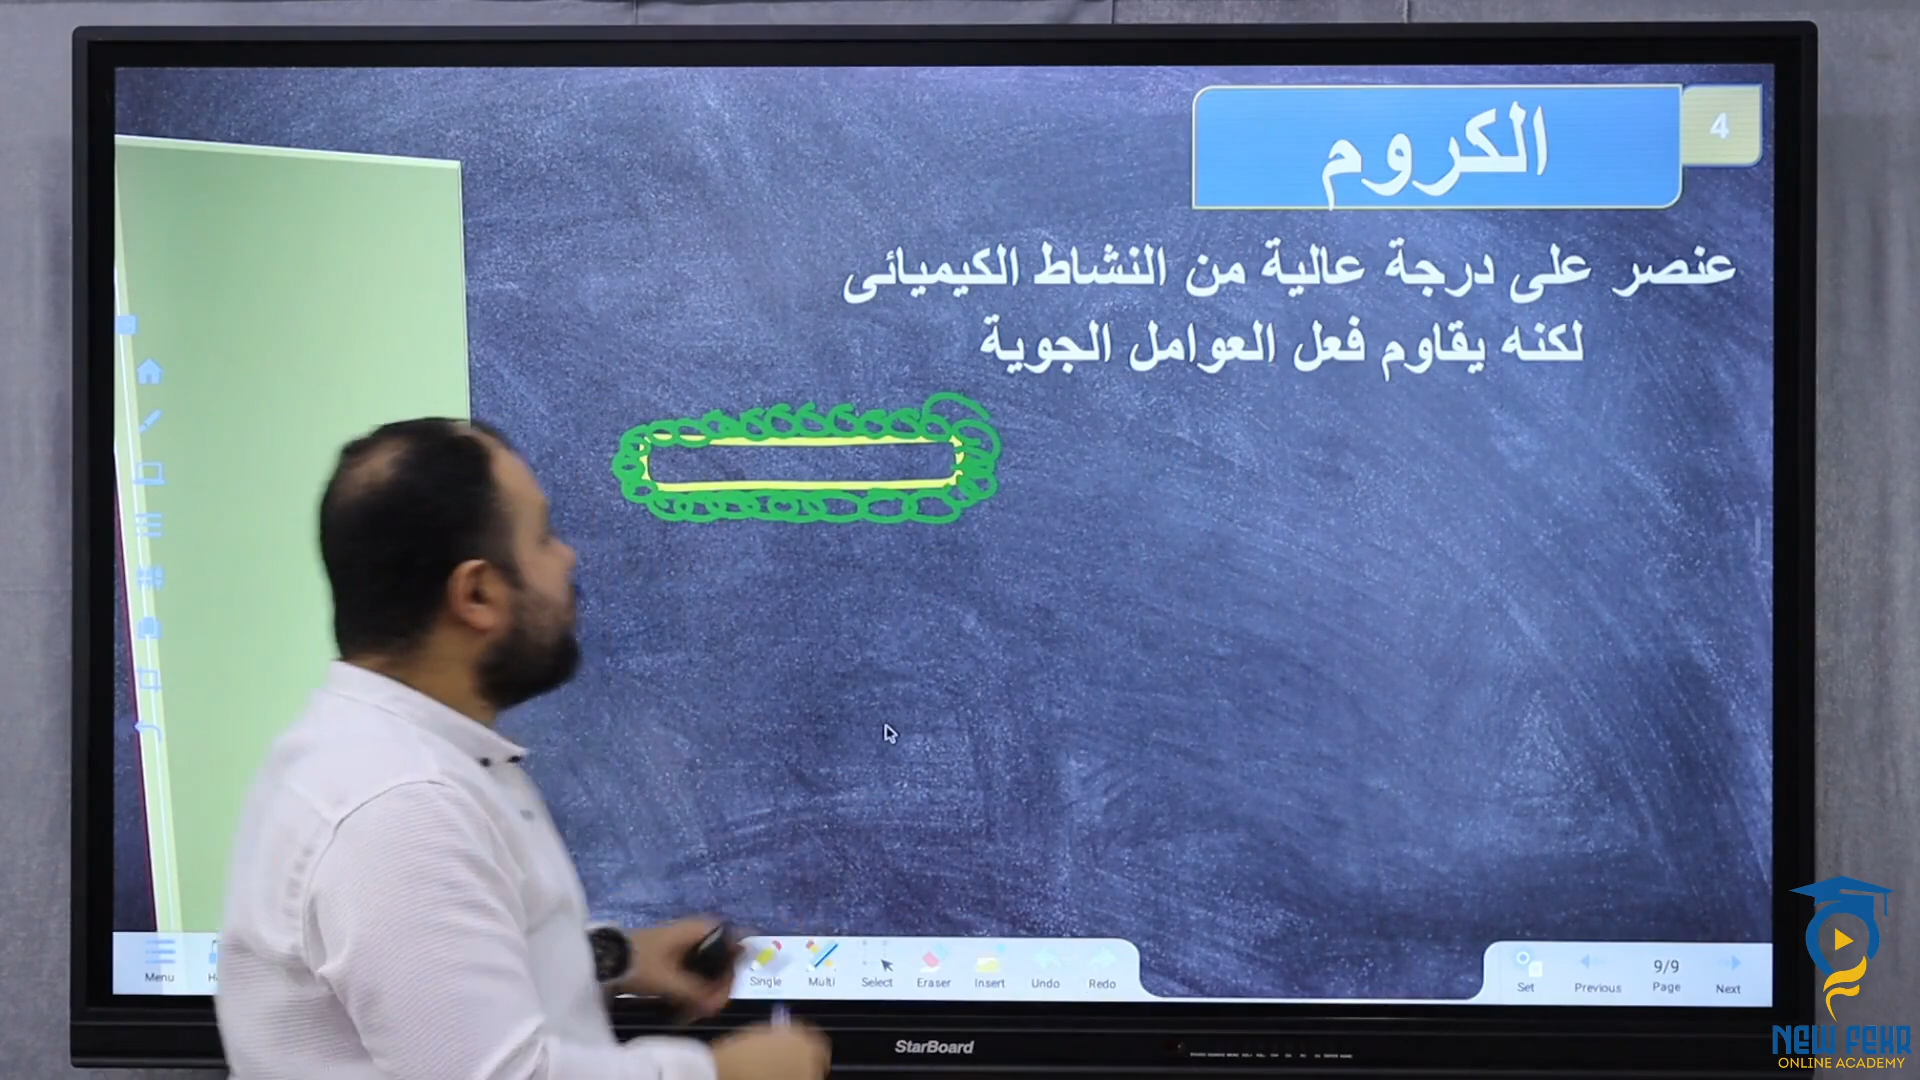 4
الكروم
عنصر على درجة عالية من النشاط الكيميائى
لكنه يقاوم فعل العوامل الجوية
Menu
Single
Multi
Select
Eraser
Insert
Undo
Redo
Set
Previous
9/9
Page
Next
StarBoard
NEW FEKR
ONLINE ACADEMY